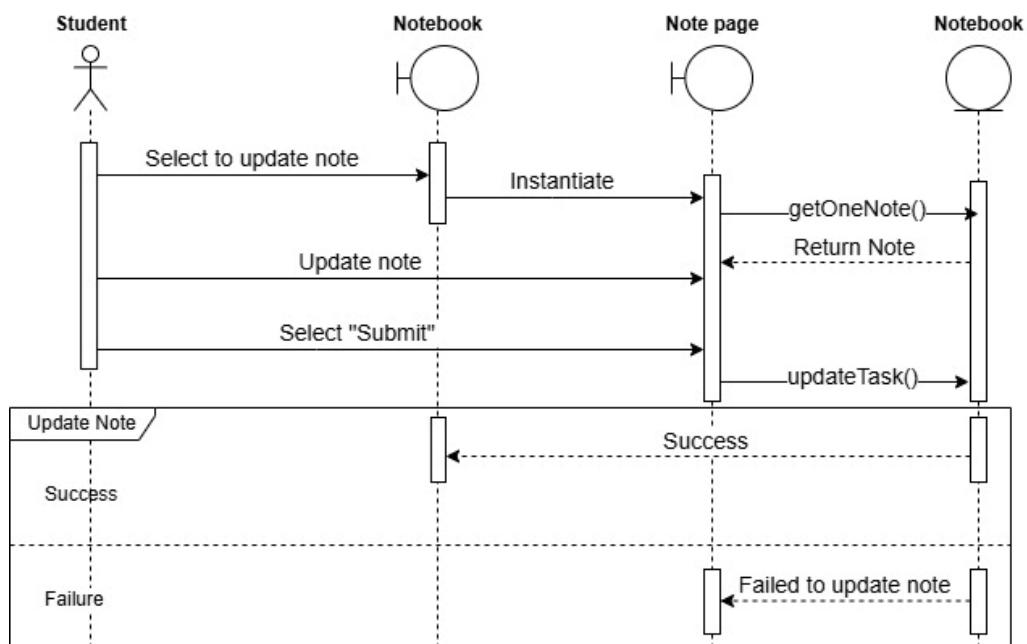 Student
Notebook
Note page
Notebook
Select to update note
Instantiate
getOneNote()
Return Note
Update note
Select "Submit"
updateTask()
Update Note
Success
Success
Failed to update note
Failure